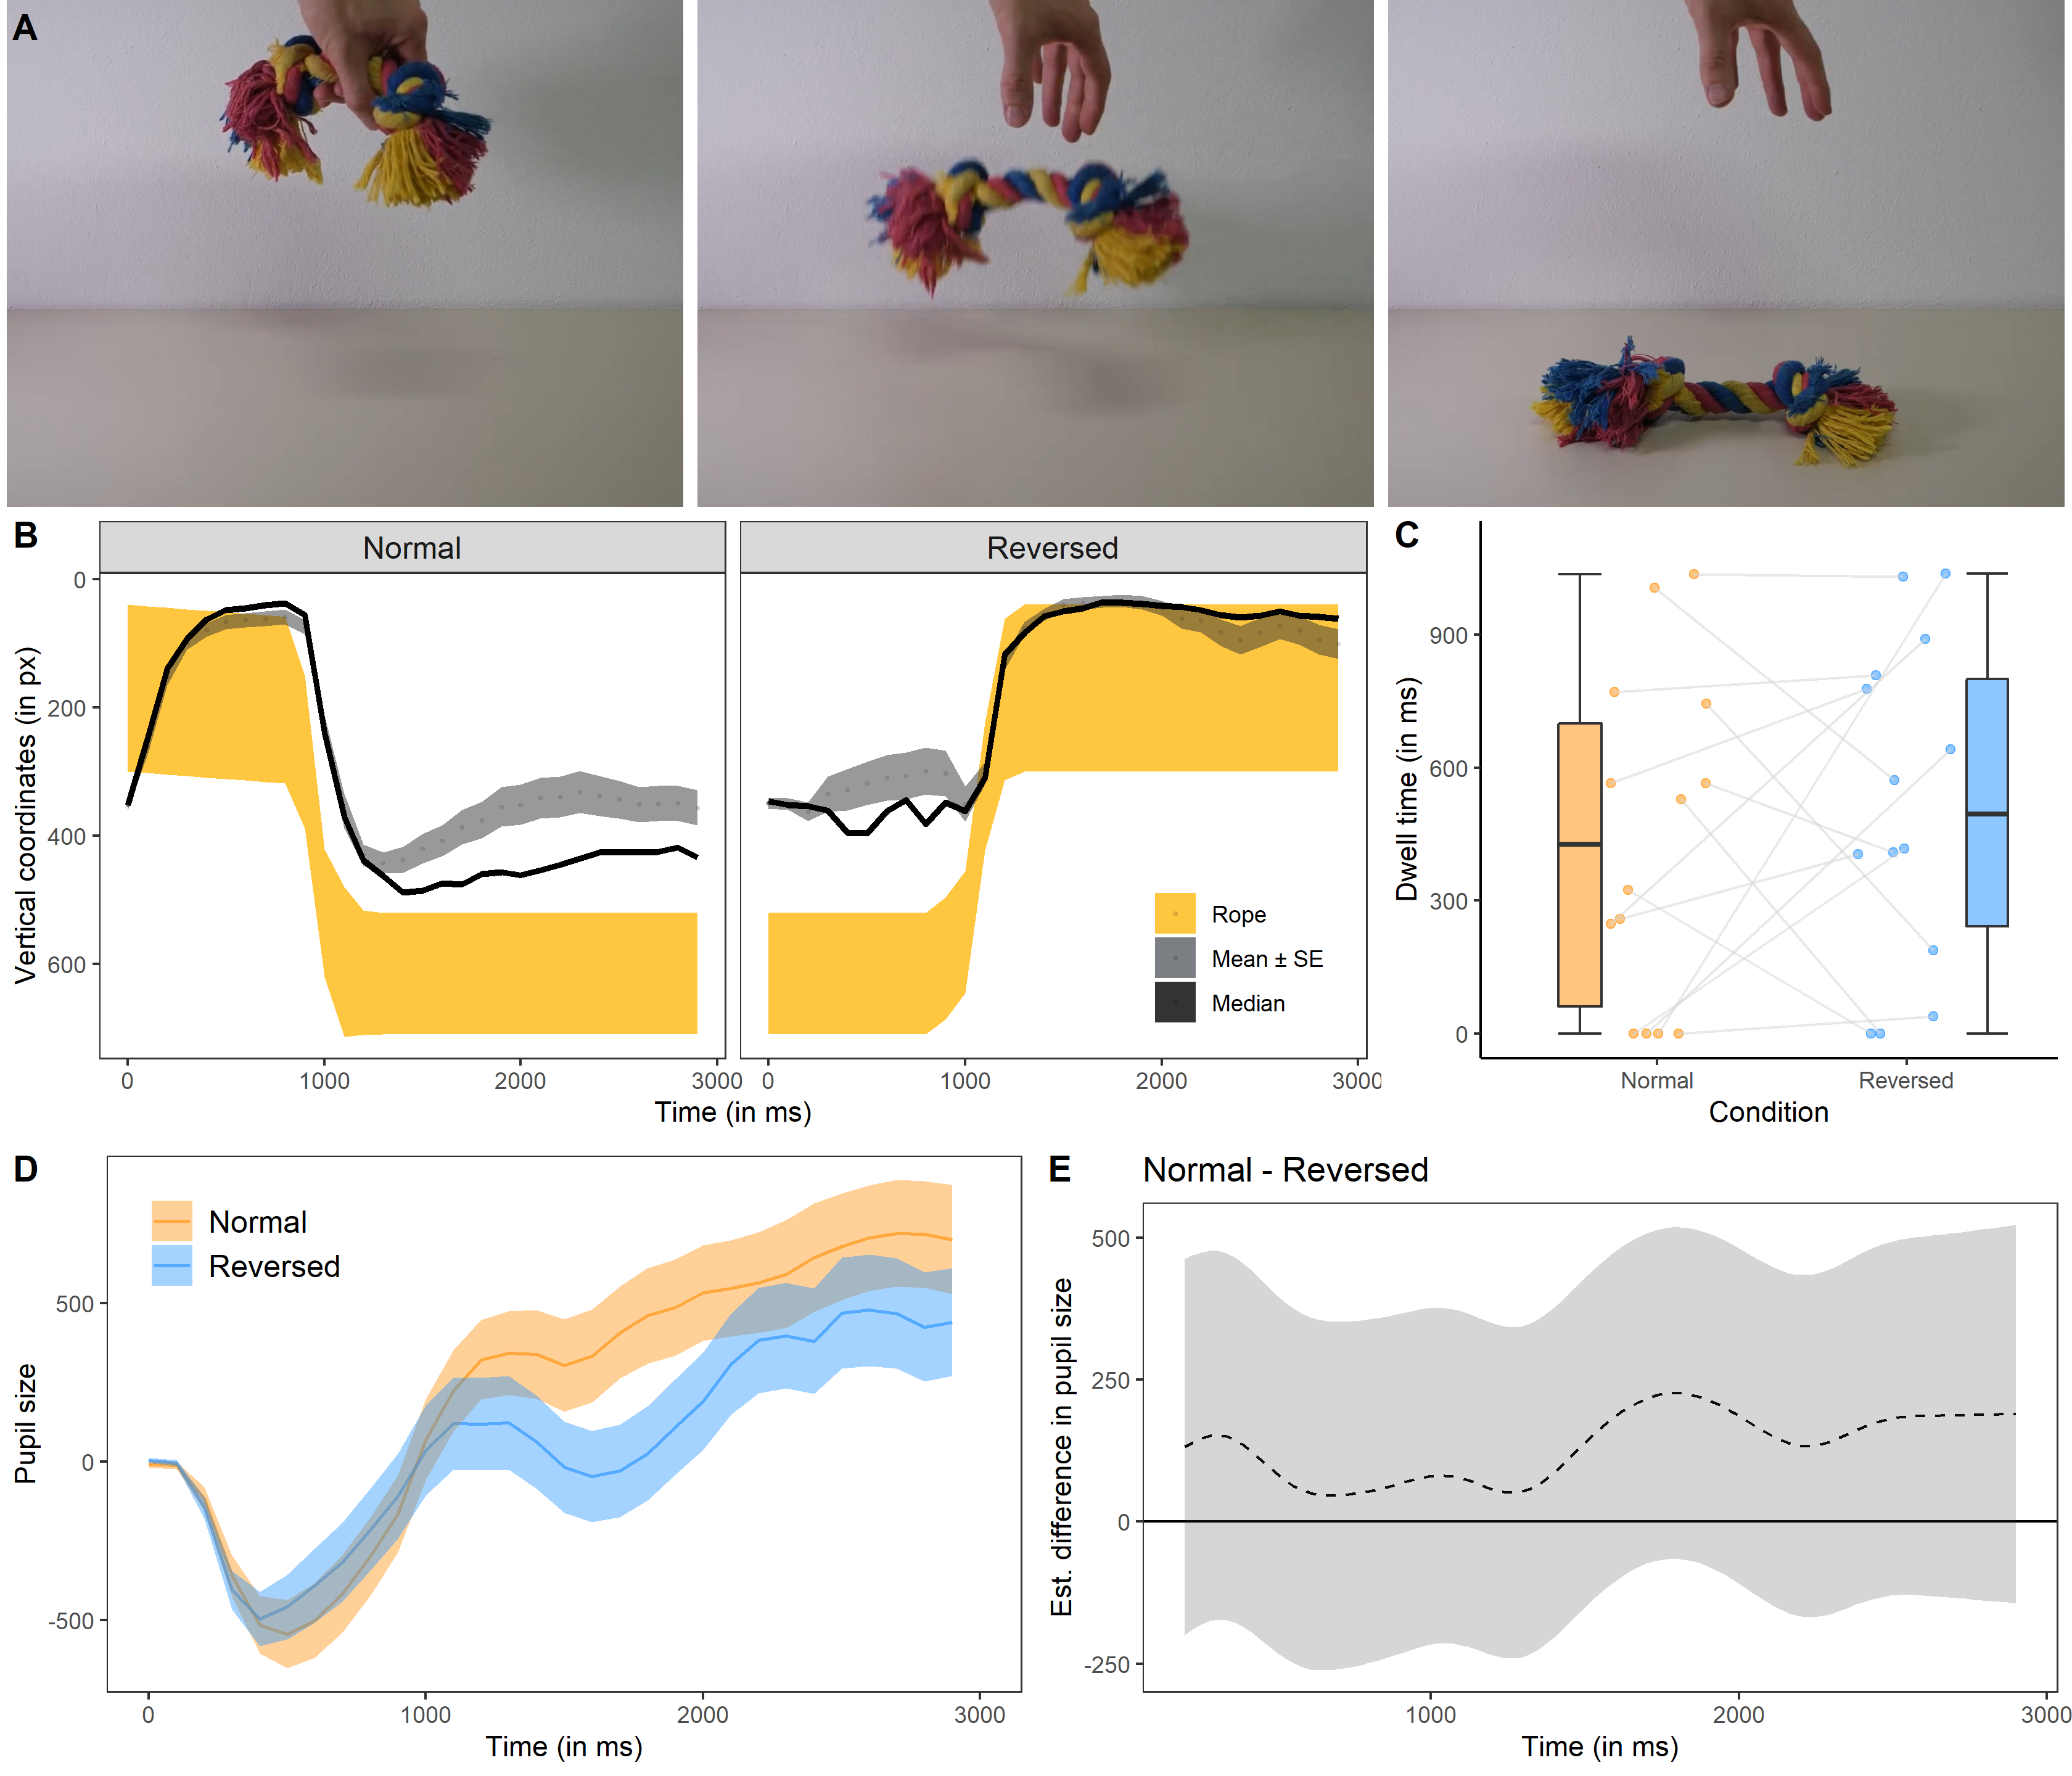 A
B
Normal
Reversed
Vertical coordinates (in px)
0
200
400
600
Rope
Mean ± SE
Median
0
1000
2000
3000
0
1000
2000
3000
Time (in ms)
C
Dwell time (in ms)
900
600
300
0
Normal
Reversed
Condition
D
Normal
Reversed
Pupil size
500
0
-500
0
1000
2000
3000
Time (in ms)
E
Normal - Reversed
Est. difference in pupil size
500
250
0
-250
1000
2000
3000
Time (in ms)